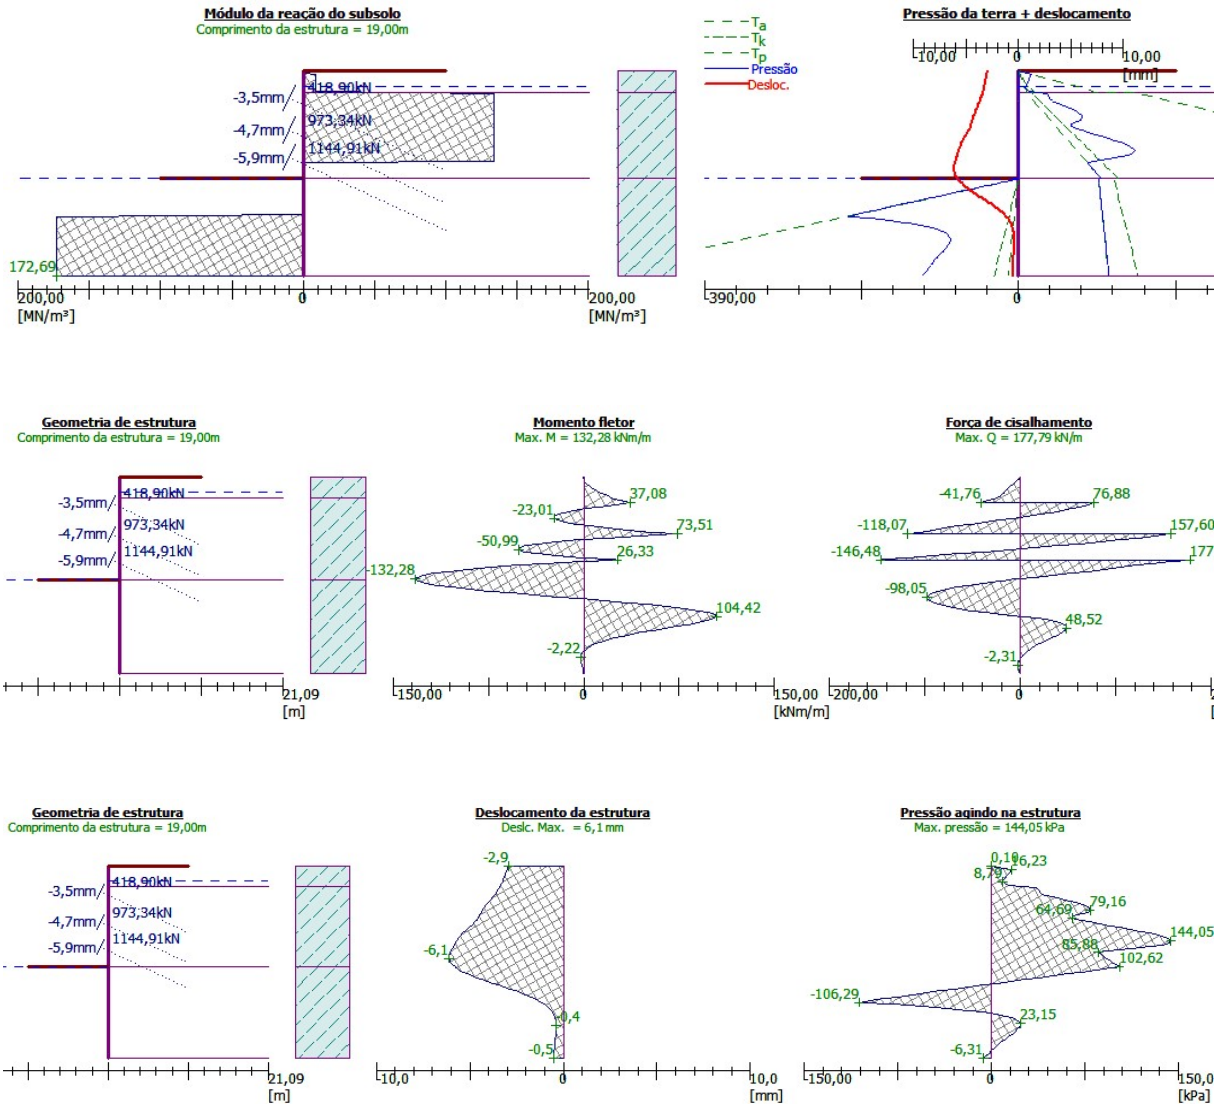 Módulo da reação do subsolo
Comprimento da estrutura = 19,00m
-3,5mm
418,90kN
-4,7mm
973,34kN
-5,9mm
1144,91kN
172,69
200,00
0
200,00
[MN/m³]
[MN/m³]
Ta
Tk
Tp
Pressão
Desloc.
Pressão da terra + deslocamento
-10,00
0
10,00
[mm]
-390,00
0
Geometria de estrutura
Comprimento da estrutura = 19,00m
-3,5mm
418,90kN
-4,7mm
973,34kN
-5,9mm
1144,91kN
21,09
[m]
Momento fletor
Max. M = 132,28 kNm/m
37,08
-23,01
73,51
-50,99
26,33
-132,28
104,42
-2,22
-150,00
0
150,00
[kNm/m]
Força de cisalhamento
Max. Q = 177,79 kN/m
-41,76
76,88
-118,07
157,60
-146,48
177
-98,05
48,52
-2,31
-200,00
0
2
[
Geometria de estrutura
Comprimento da estrutura = 19,00m
-3,5mm
418,90kN
-4,7mm
973,34kN
-5,9mm
1144,91kN
21,09
[m]
Deslocamento da estrutura
Deslc. Max. = 6,1 mm
-2,9
-6,1
-0,4
-0,5
-10,0
0
10,0
[mm]
Pressão agindo na estrutura
Max. pressão = 144,05 kPa
0,10
16,23
8,79
79,16
64,69
144,05
85,88
102,62
-106,29
23,15
-6,31
-150,00
0
150,0
[kPa]